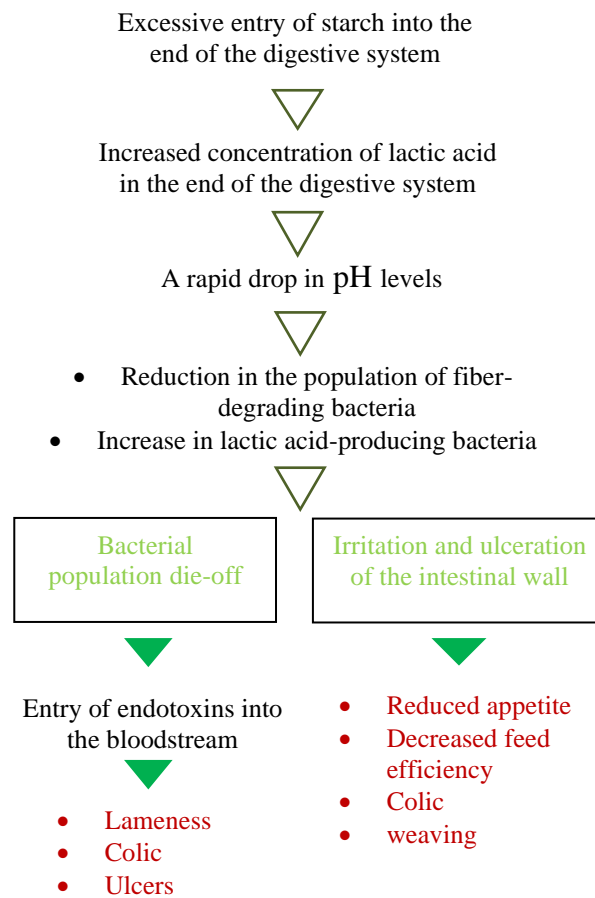 Excessive entry of starch into the
end of the digestive system
Increased concentration of lactic acid
in the end of the digestive system
A rapid drop in pH levels
• Reduction in the population of fiber-
degrading bacteria
• Increase in lactic acid-producing bacteria
Bacterial
population die-off
Irritation and ulceration
of the intestinal wall
Entry of endotoxins into
the bloodstream
• Lameness
• Colic
• Ulcers
• Reduced appetite
• Decreased feed
efficiency
• Colic
• weaving